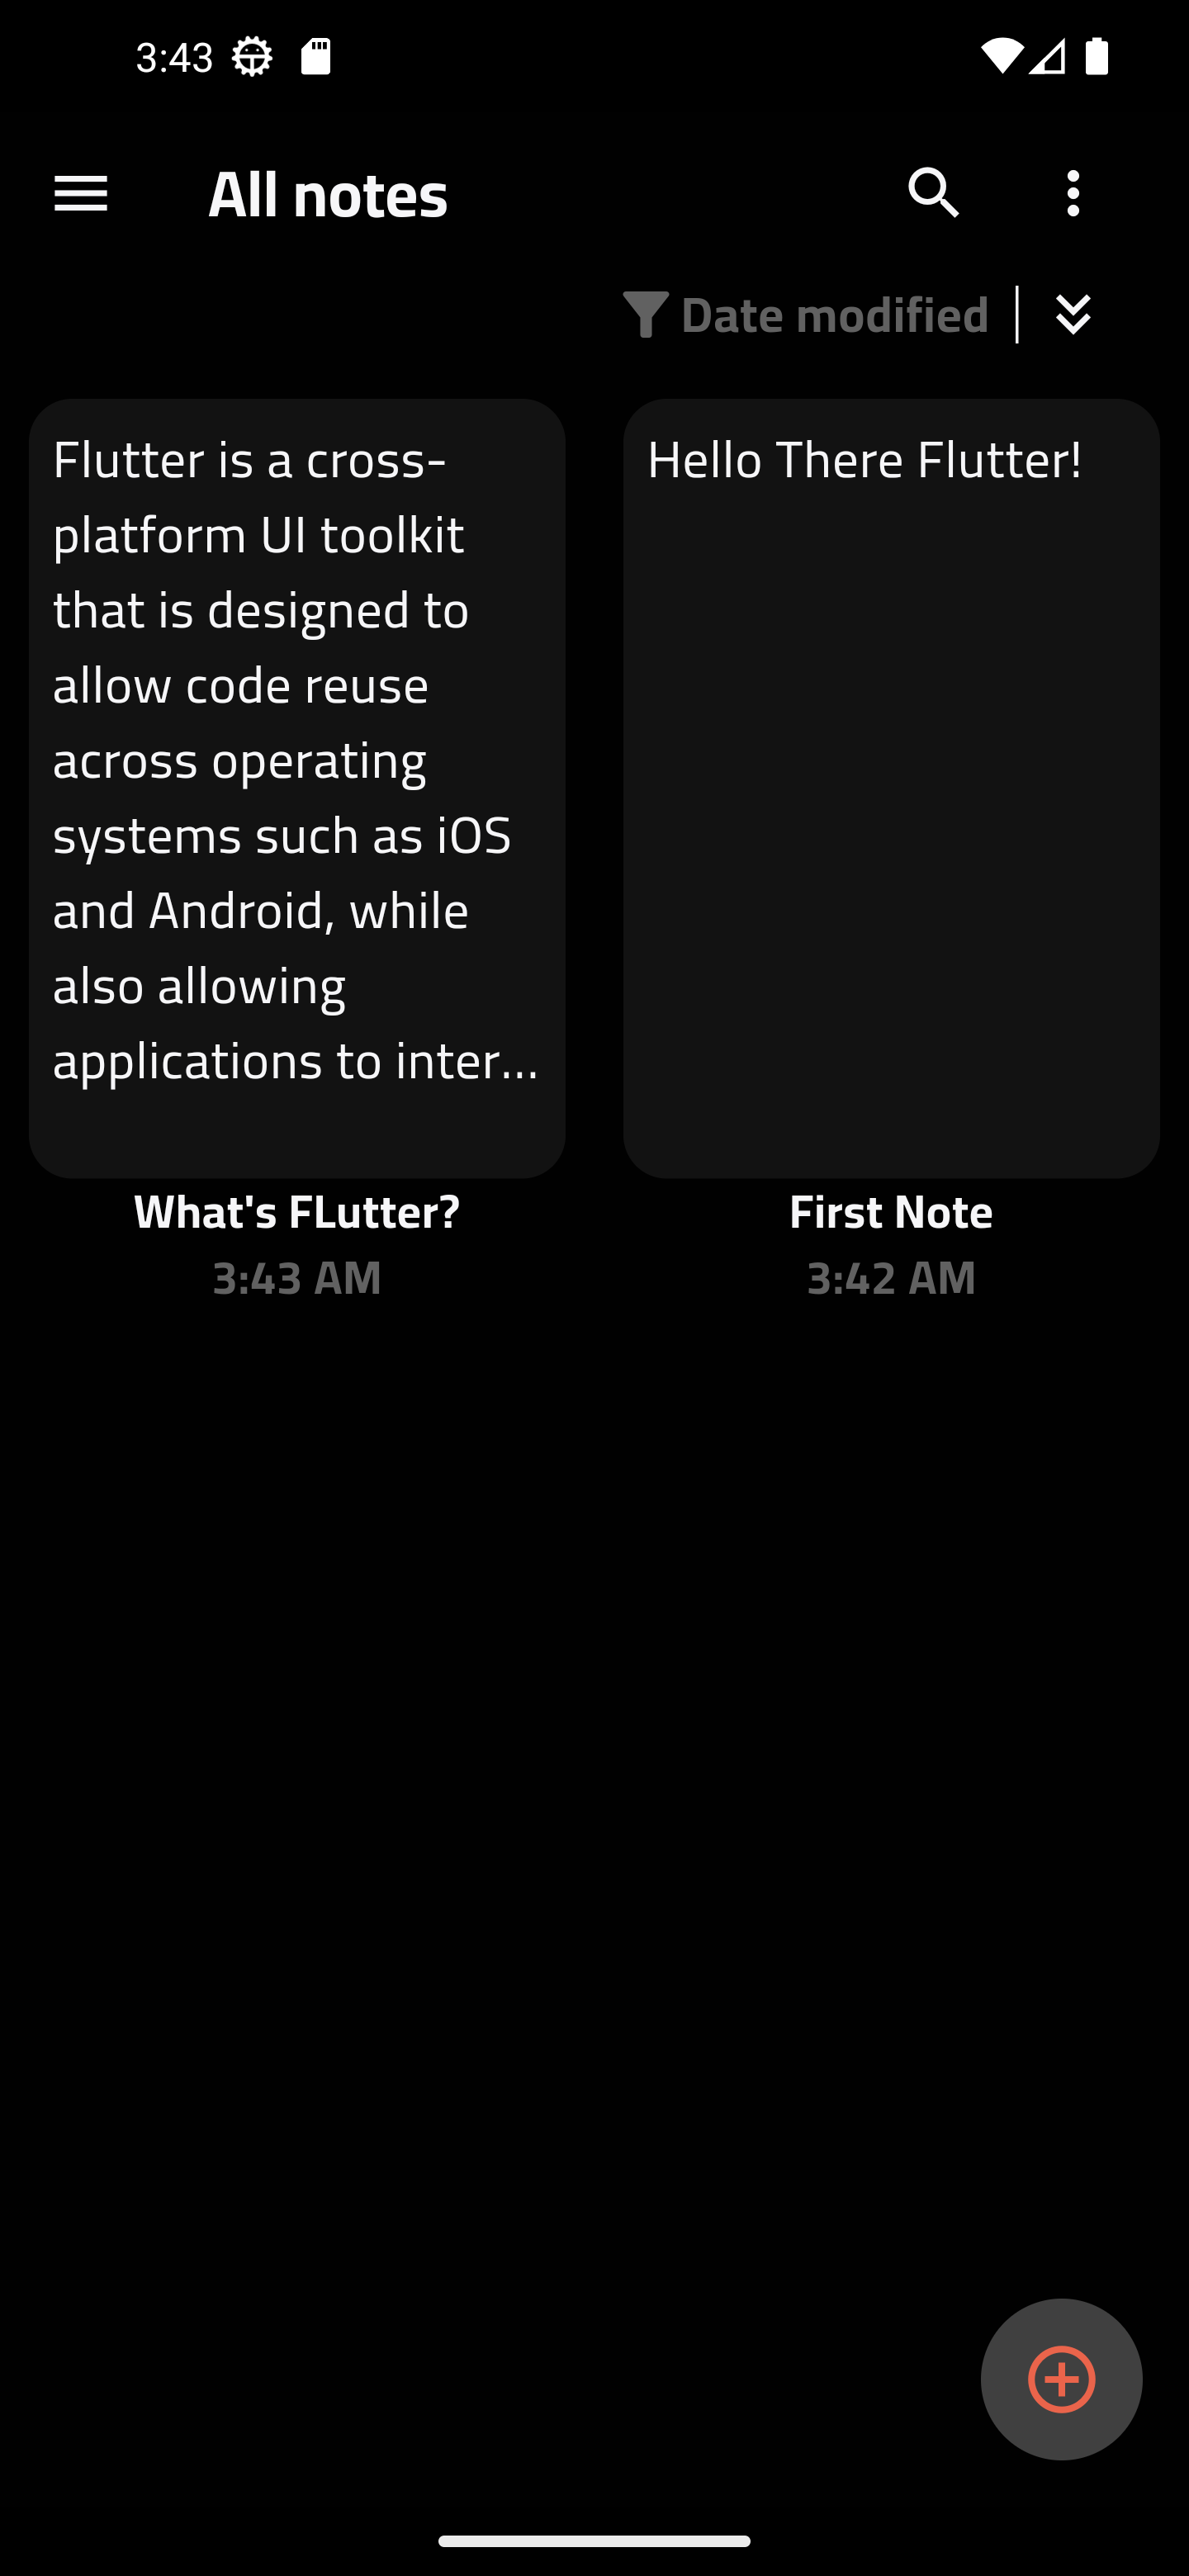 3:43
All notes
Date modified
Flutter is a cross-
platform UI toolkit
that is designed to
allow code reuse
across operating
systems such as iOS
and Android, while
also allowing
applications to inter...
What's FLutter?
3:43 AM
Hello There Flutter!
First Note
3:42 AM